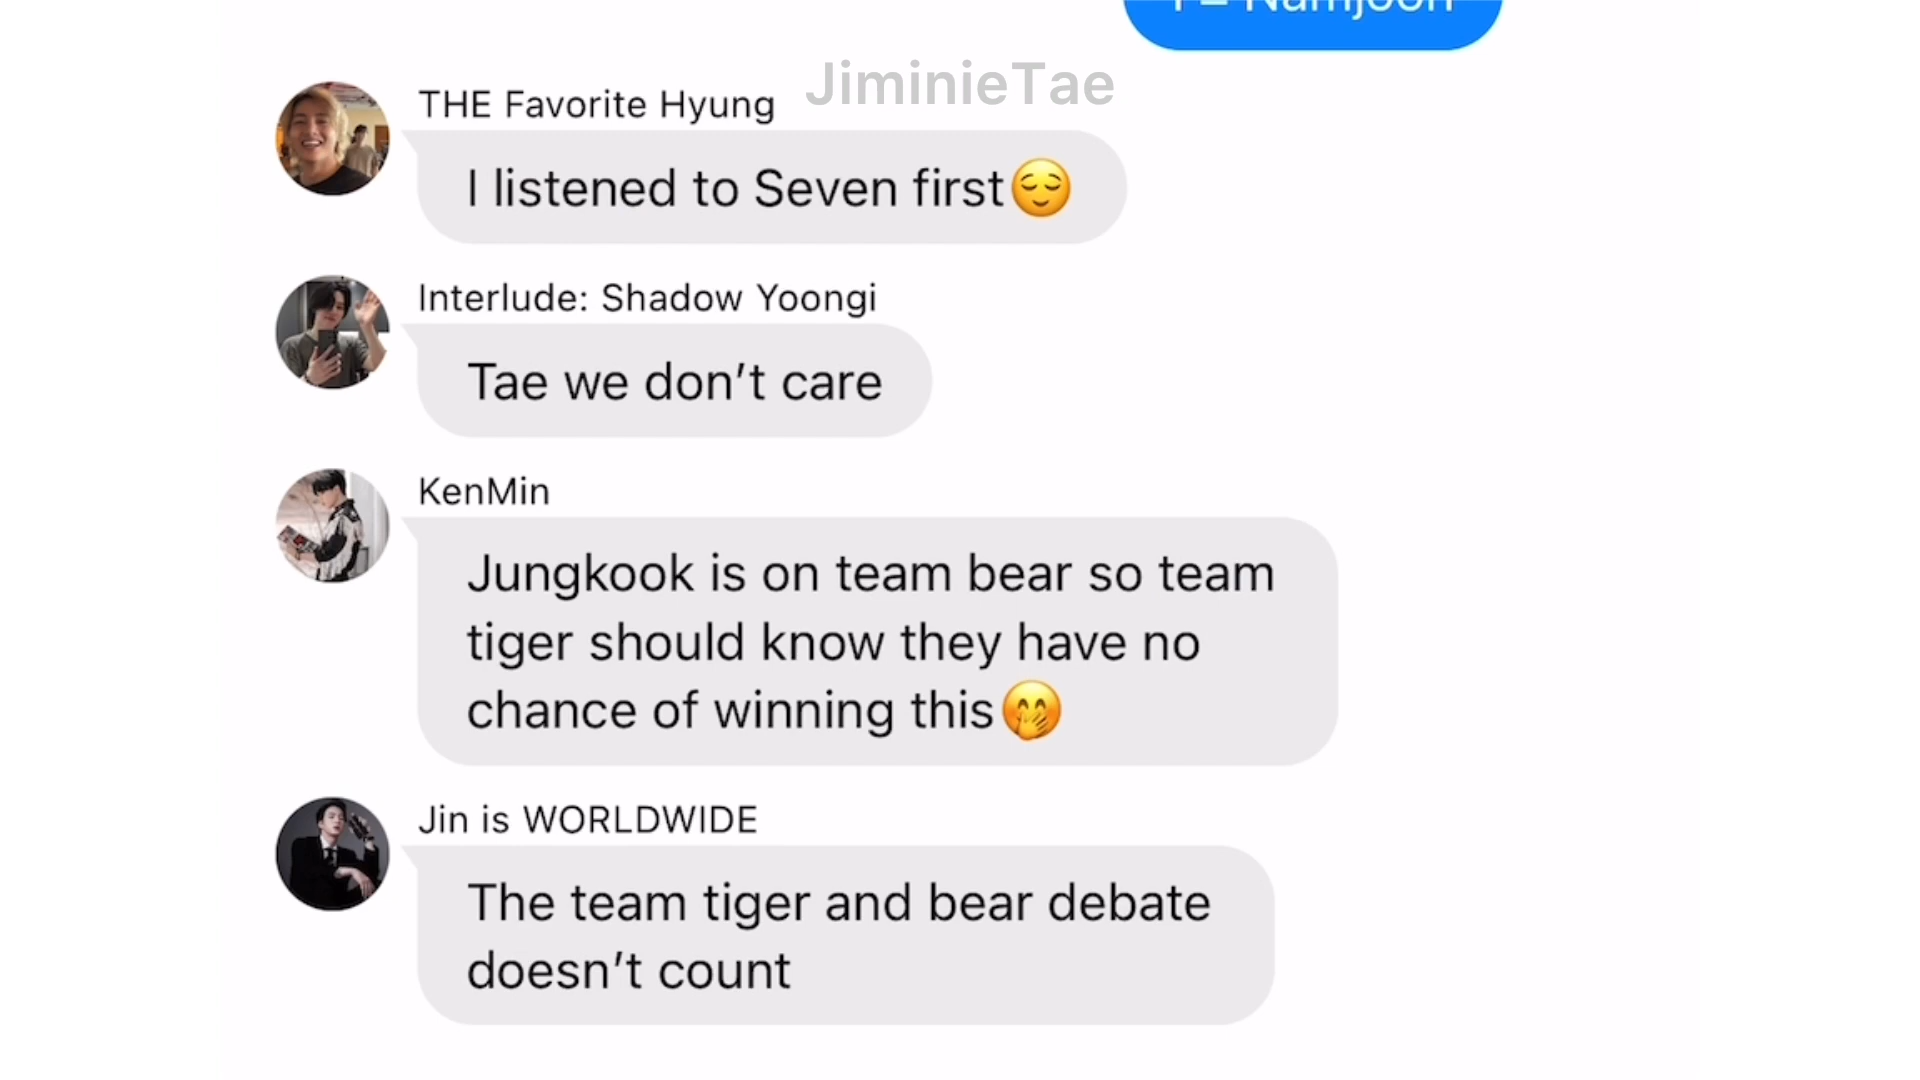 = Namjoon
JiminieTae
THE Favorite Hyung
I listened to Seven first😌
Interlude: Shadow Yoongi
Tae we don’t care
KenMin
Jungkook is on team bear so team
tiger should know they have no
chance of winning this🤭
Jin is WORLDWIDE
The team tiger and bear debate
doesn’t count